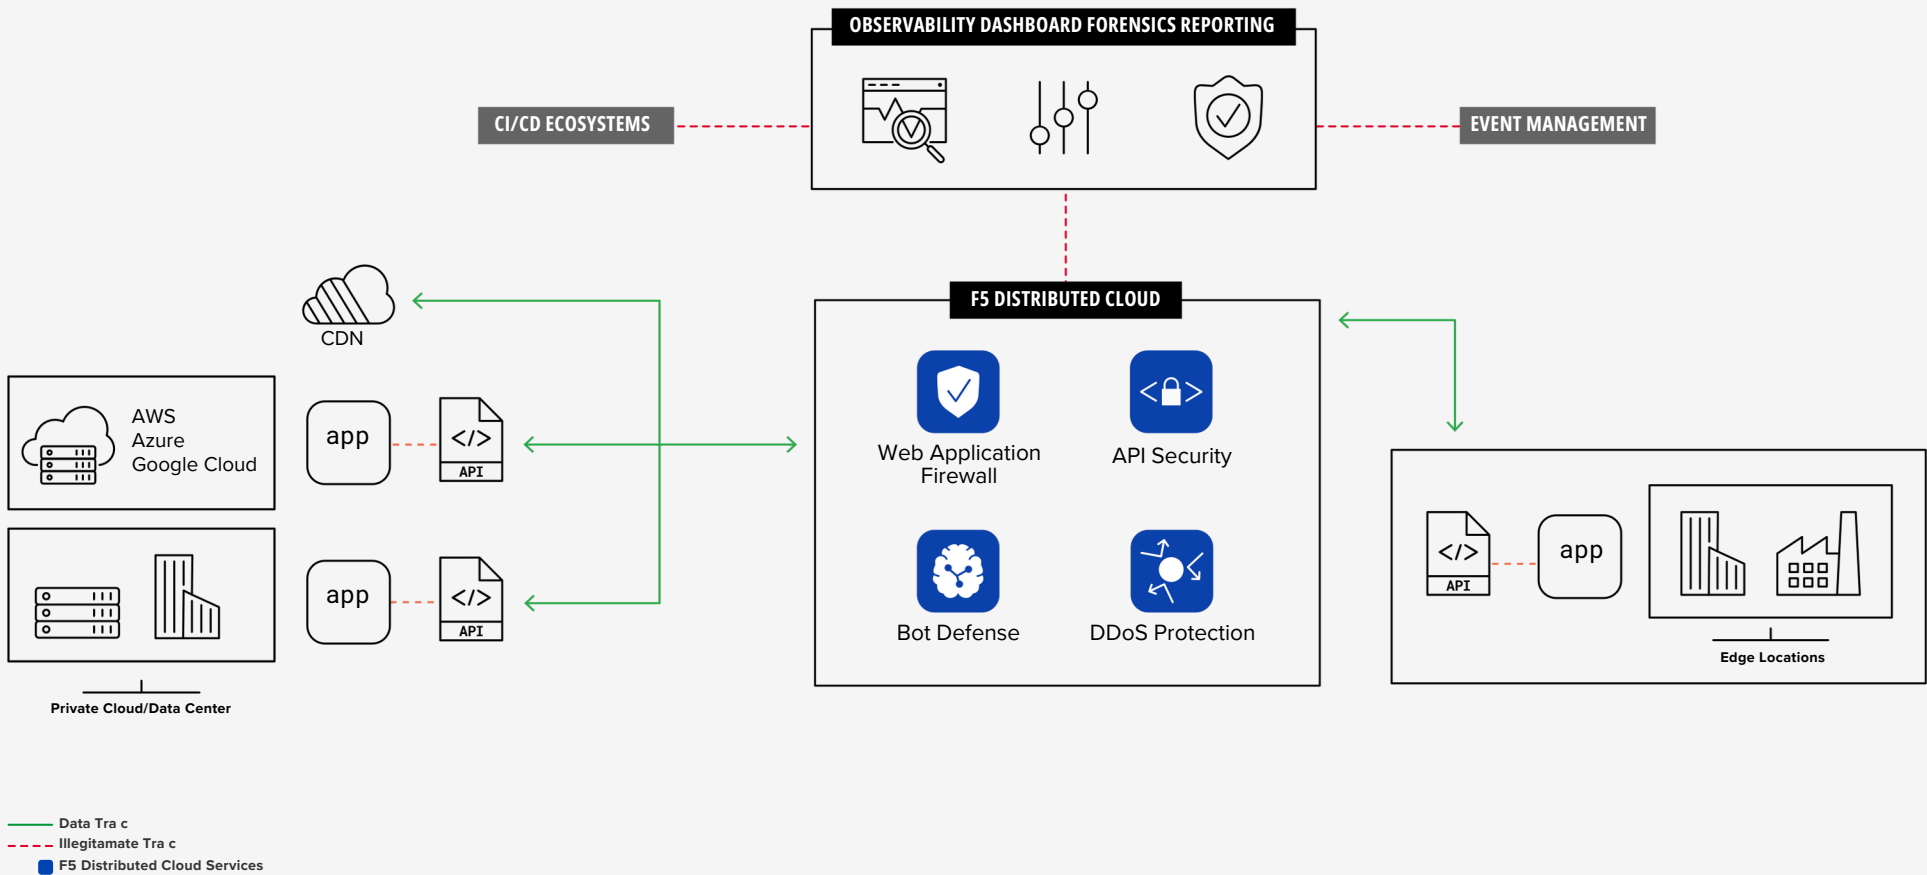 OBSERVABILITY DASHBOARD FORENSICS REPORTING
CI/CD ECOSYSTEMS
EVENT MANAGEMENT
F5 DISTRIBUTED CLOUD
CDN
AWS
Azure
Google Cloud
app
</>
API
Web Application
Firewall
< >
API Security
app
</>
API
Bot Defense
DDoS Protection
</>
API
app
Edge Locations
Private Cloud/Data Center
Data Tra c
Illegitamate Tra c
F5 Distributed Cloud Services